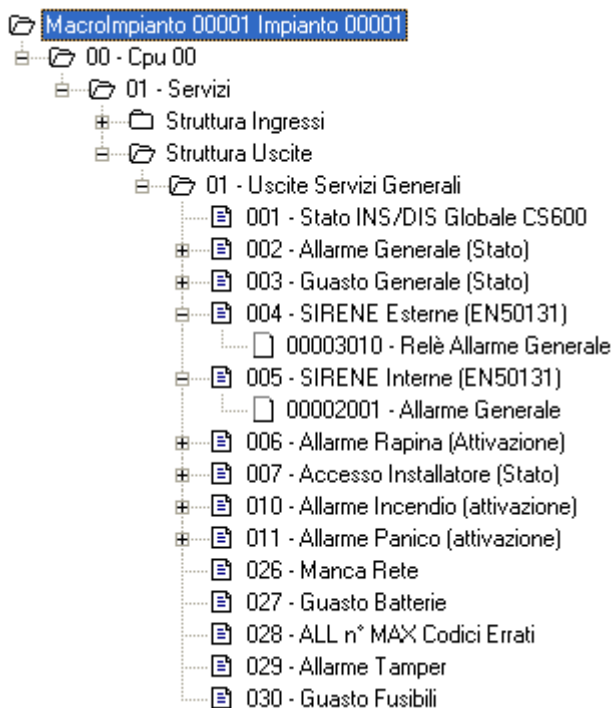 MacroImpianto 00001 Impianto 00001
00 - Cpu 00
01 - Servizi
Struttura Ingressi
Struttura Uscite
01 - Uscite Servizi Generali
001 - Stato INS/DIS Globale CS600
002 - Allarme Generale (Stato)
003 - Guasto Generale (Stato)
004 - SIRENE Esterne (EN50131)
00003010 - Relè Allarme Generale
005 - SIRENE Interne (EN50131)
00002001 - Allarme Generale
006 - Allarme Rapina (Attivazione)
007 - Accesso Installatore (Stato)
010 - Allarme Incendio (attivazione)
011 - Allarme Panico (attivazione)
026 - Manca Rete
027 - Guasto Batterie
028 - ALL n° MAX Codici Errati
029 - Allarme Tamper
030 - Guasto Fusibili